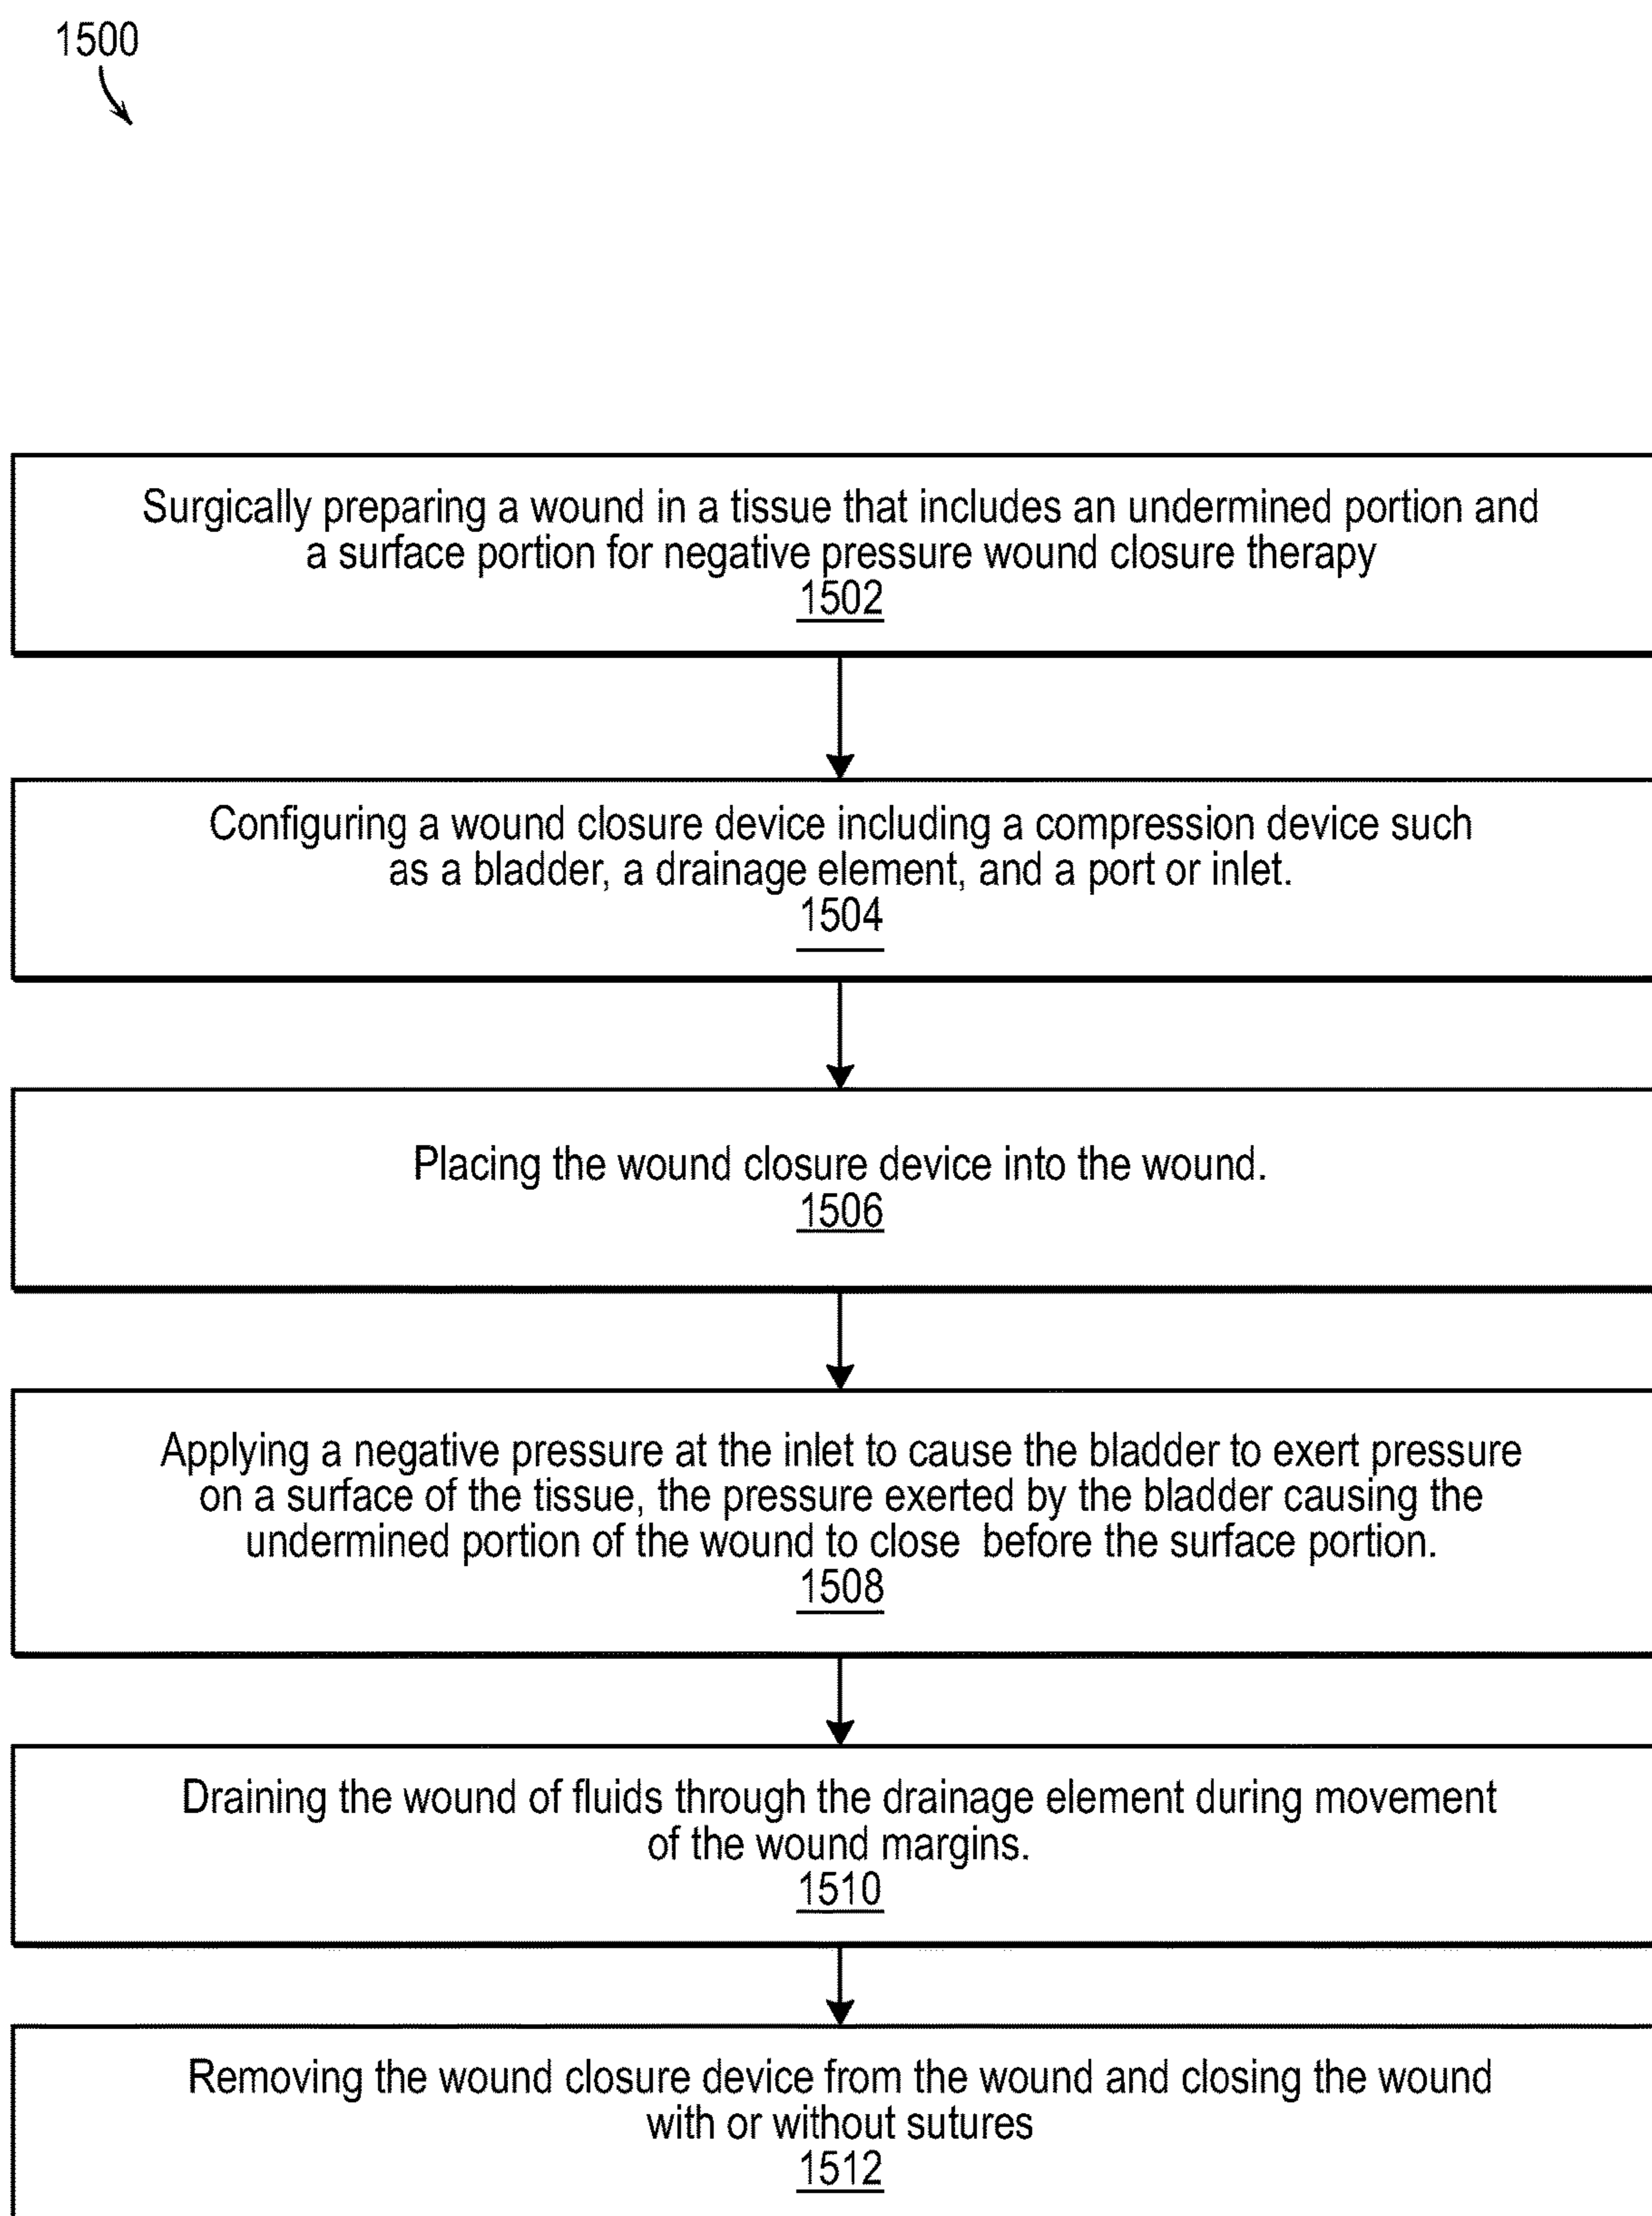 1500
Surgically preparing a wound in a tissue that includes an undermined portion and
a surface portion for negative pressure wound closure therapy
1502
Configuring a wound closure device including a compression device such
as a bladder, a drainage element, and a port or inlet.
1504
Placing the wound closure device into the wound.
1506
Applying a negative pressure at the inlet to cause the bladder to exert pressure
on a surface of the tissue, the pressure exerted by the bladder causing the
undermined portion of the wound to close before the surface portion.
1508
Draining the wound of fluids through the drainage element during movement
of the wound margins.
1510
Removing the wound closure device from the wound and closing the wound
with or without sutures
1512